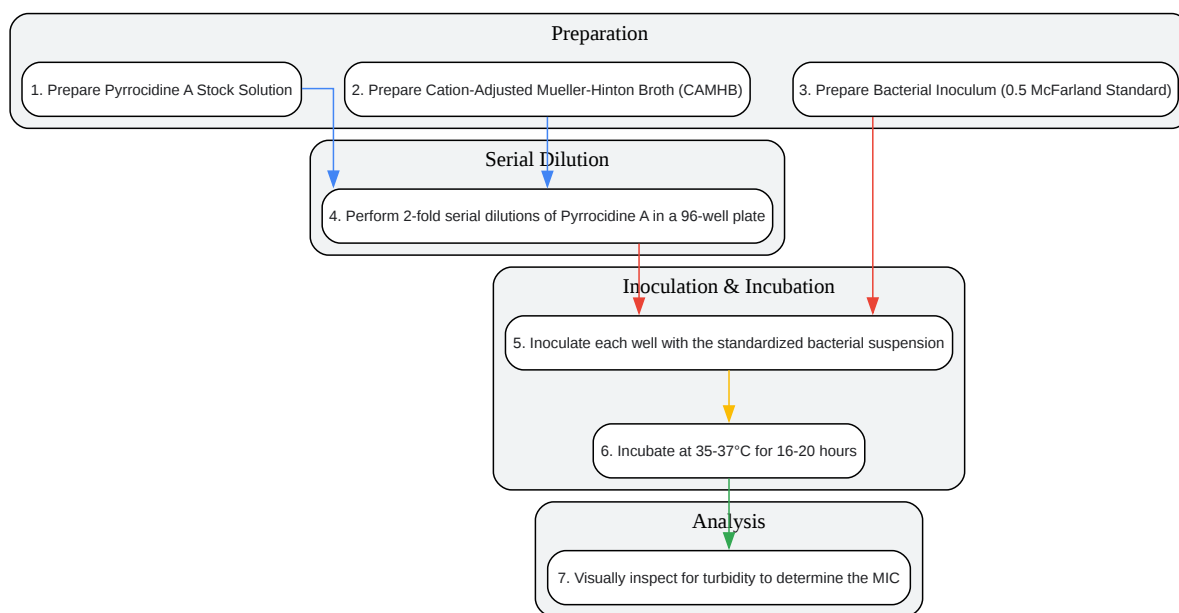 Preparation
1. Prepare Pyrrocidine A Stock Solution
2. Prepare Cation-Adjusted Mueller-Hinton Broth (CAMHB)
3. Prepare Bacterial Inoculum (0.5 McFarland Standard)
Serial Dilution
4. Perform 2-fold serial dilutions of Pyrrocidine A in a 96-well plate
Inoculation & Incubation
5. Inoculate each well with the standardized bacterial suspension
6. Incubate at 35-37°C for 16-20 hours
Analysis
7. Visually inspect for turbidity to determine the MIC